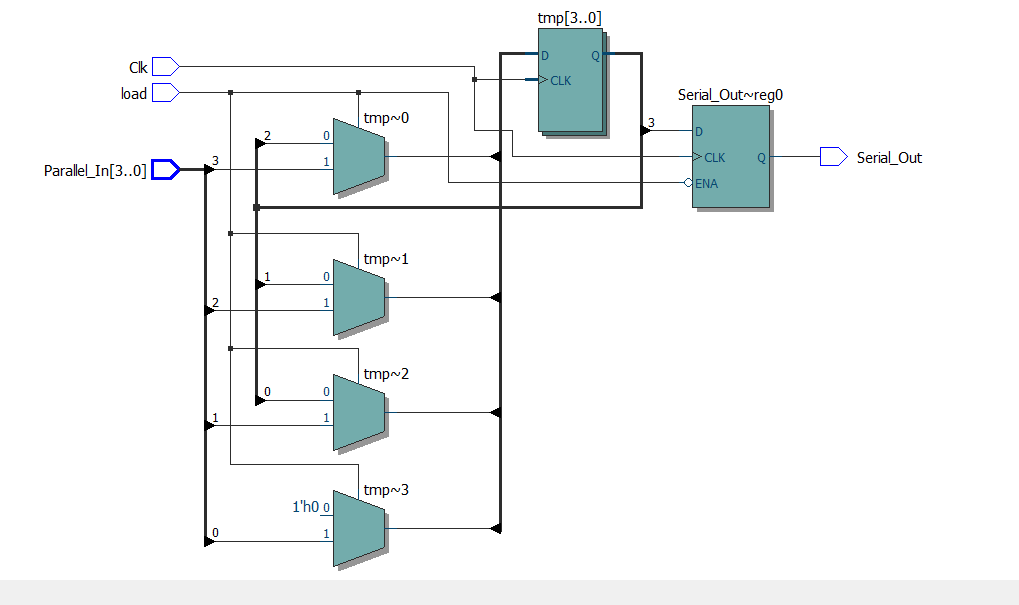 tmp[3..0]
D Q
CLK
Clk
load
Serial_Out~reg0
tmp~0
3
D
2 0
CLK Q
Serial_Out
Parallel_In[3..0]
3 1
ENA
tmp~1
1 0
2 1
tmp~2
0 0
1 1
tmp~3
1'h0 0
0 1